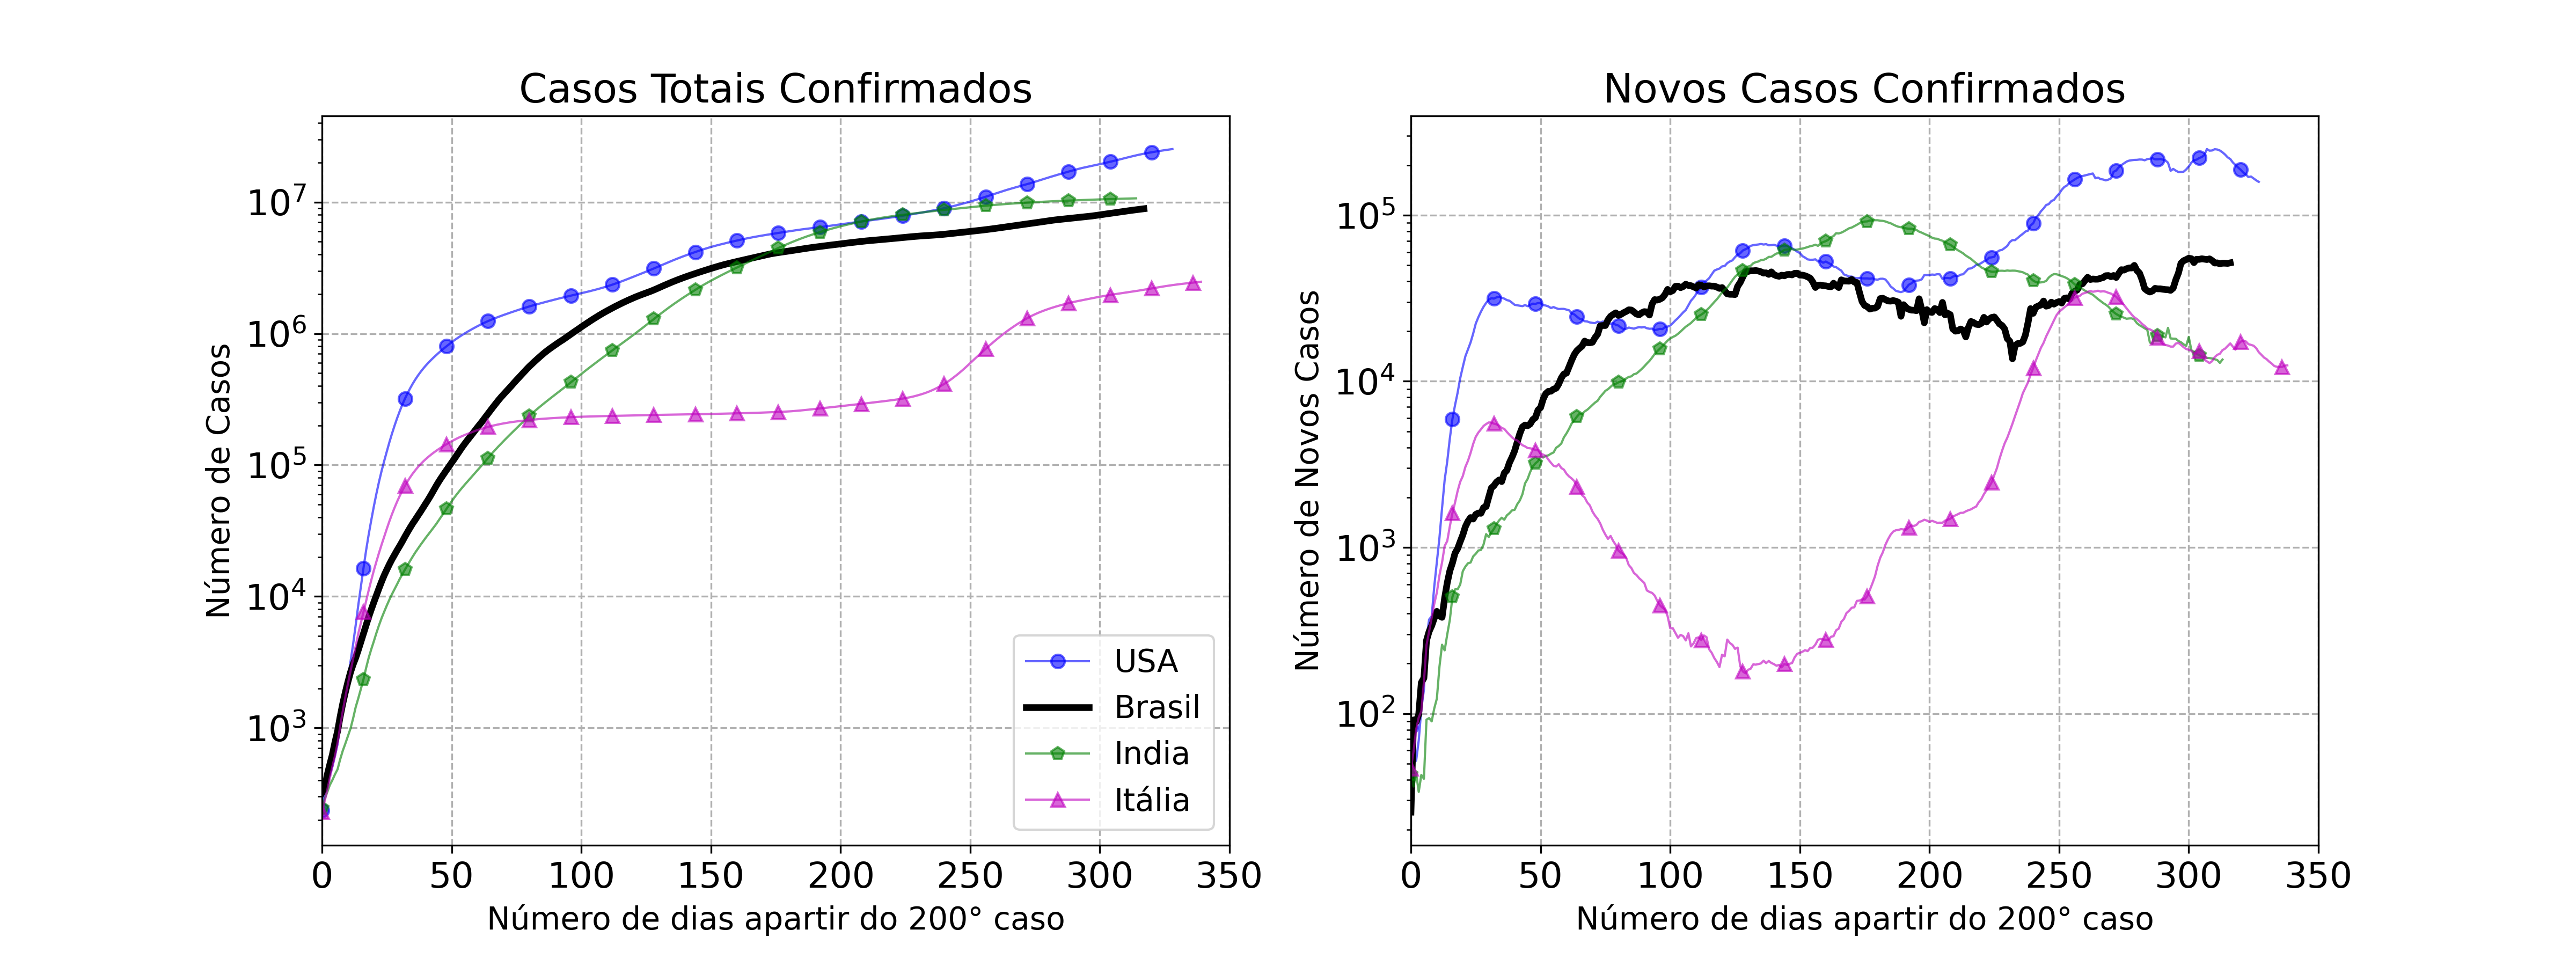 Casos Totais Confirmados
Número de Casos
10^7
10^6
10^5
10^4
10^3
0 50 100 150 200 250 300 350
Número de dias apartir do 200° caso
USA
Brasil
India
Itália
Novos Casos Confirmados
Número de Novos Casos
10^5
10^4
10^3
10^2
0 50 100 150 200 250 300 350
Número de dias apartir do 200° caso